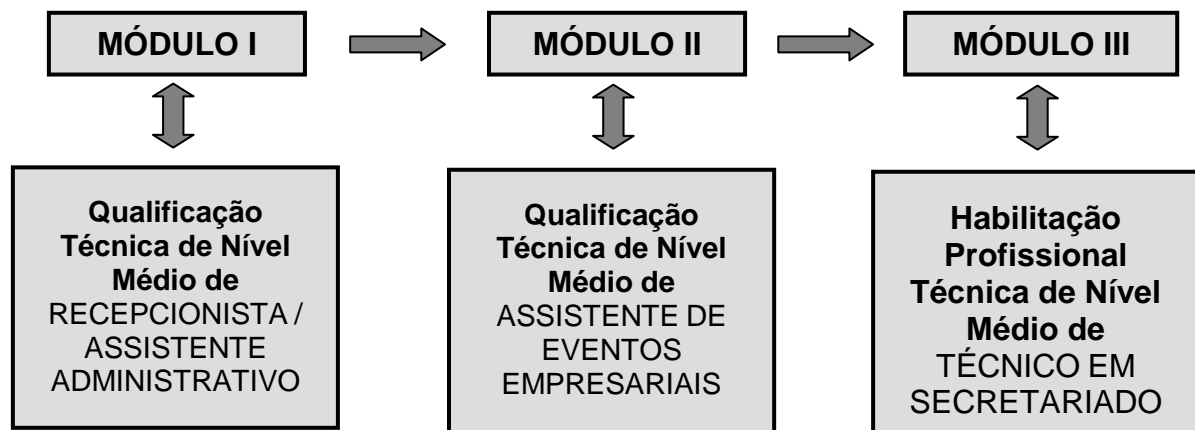 MÓDULO I
MÓDULO II
MÓDULO III
Qualificação
Técnica de Nível
Médio de
RECEPCIONISTA /
ASSISTENTE
ADMINISTRATIVO
Qualificação
Técnica de Nível
Médio de
ASSISTENTE DE
EVENTOS
EMPRESARIAIS
Habilitação
Profissional
Técnica de Nível
Médio de
TÉCNICO EM
SECRETARIADO